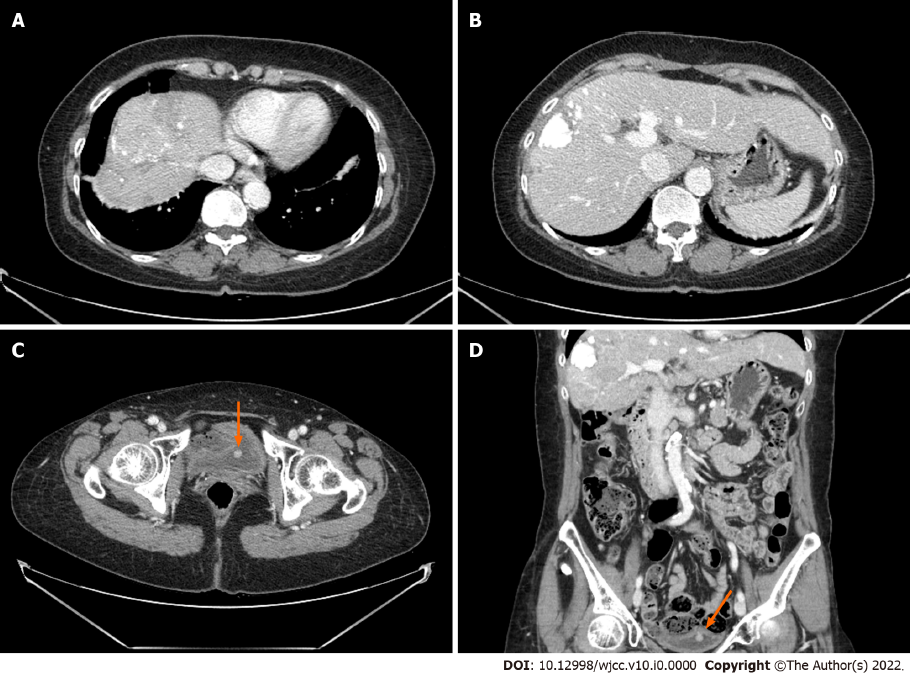 A
B
C
D
DOI: 10.12998/wjcc.v10.i0.0000 Copyright ©The Author(s) 2022.